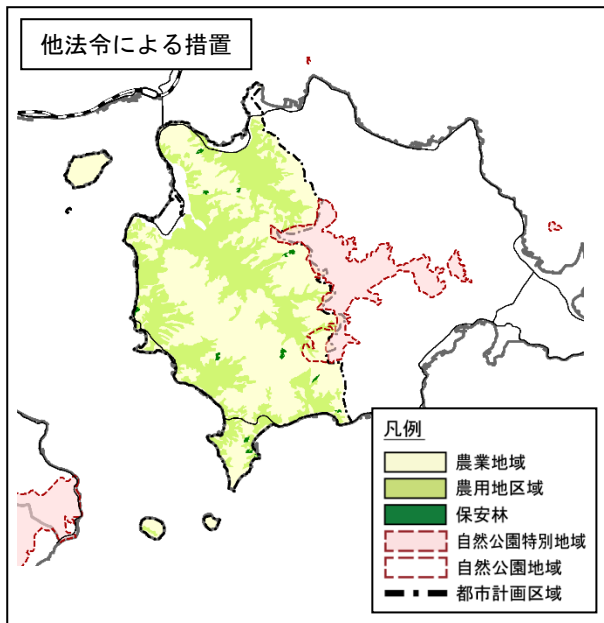 他法令による措置
凡例
農業地域
農用地区域
保安林
自然公園特別地域
自然公園地域
都市計画区域